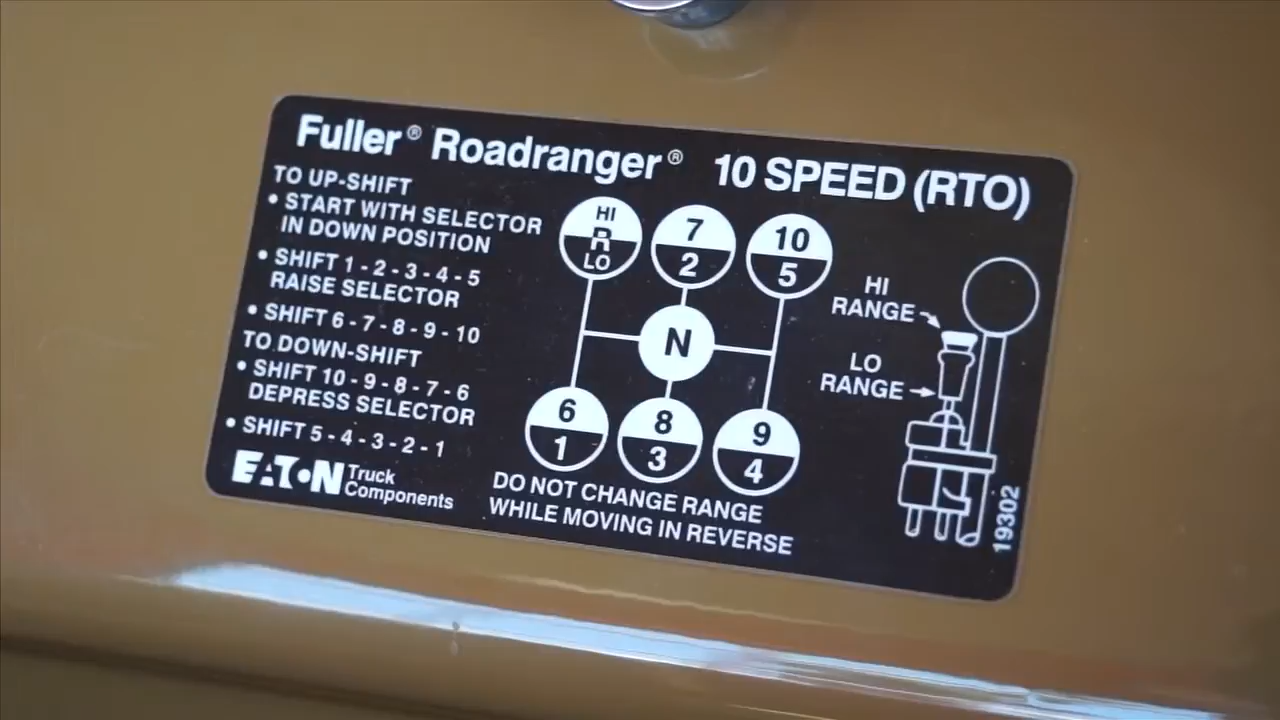 Fuller® Roadranger® 10 SPEED (RTO)
TO UP-SHIFT
• START WITH SELECTOR
IN DOWN POSITION
• SHIFT 1 - 2 - 3 - 4 - 5
RAISE SELECTOR
• SHIFT 6 - 7 - 8 - 9 - 10
TO DOWN-SHIFT
• SHIFT 10 - 9 - 8 - 7 - 6
DEPRESS SELECTOR
• SHIFT 5 - 4 - 3 - 2 - 1
EATON Truck
Components
HI
R
LO
7
2
10
5
N
6
1
8
3
9
4
DO NOT CHANGE RANGE
WHILE MOVING IN REVERSE
HI
RANGE
LO
RANGE
19302